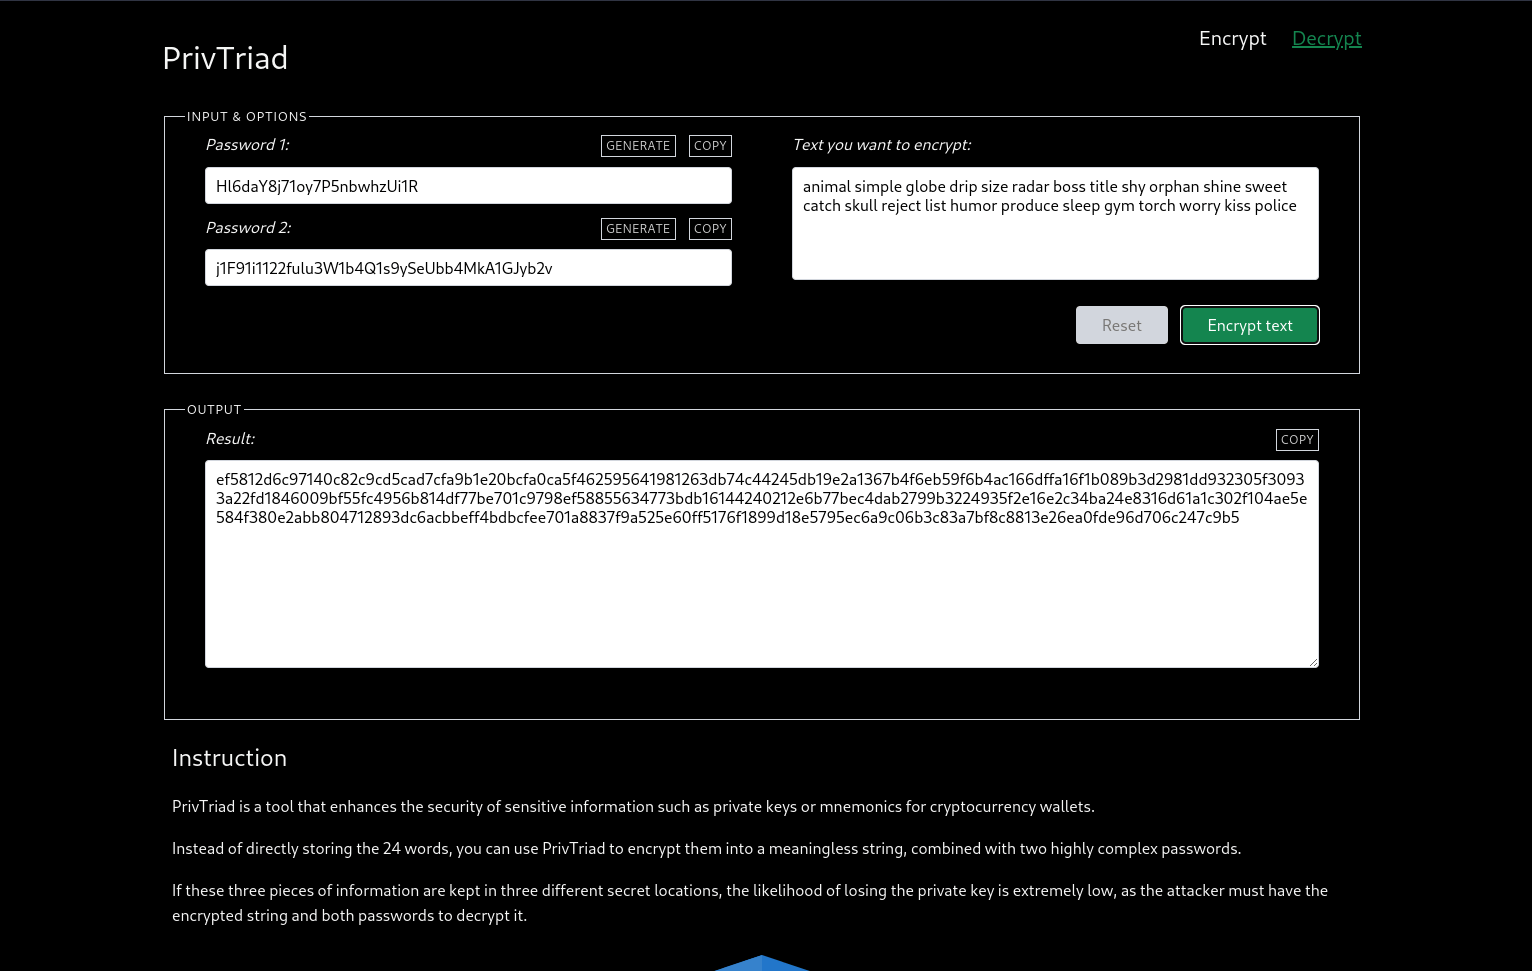 PrivTriad
Encrypt Decrypt
INPUT & OPTIONS
Password 1:
GENERATE COPY
Hl6daY8j71oy7P5nbwhzUi1R
Password 2:
GENERATE COPY
j1F91i1122fulu3W1b4Q1s9ySeUbb4MkA1GJyb2v
Text you want to encrypt:
animal simple globe drip size radar boss title shy orphan shine sweet
catch skull reject list humor produce sleep gym torch worry kiss police
Reset Encrypt text
OUTPUT
Result:
COPY
ef5812d6c97140c82c9cd5cad7cfa9b1e20bcfa0ca5f462595641981263db74c44245db19e2a1367b4f6eb59f6b4ac166dffa16f1b089b3d2981dd932305f3093
3a22fd1846009bf55fc4956b814df77be701c9798ef58855634773bdb16144240212e6b77bec4dab2799b3224935f2e16e2c34ba24e8316d61a1c302f104ae5e
584f380e2abb804712893dc6acbbeff4bdbcfee701a8837f9a525e60ff5176f1899d18e5795ec6a9c06b3c83a7bf8c8813e26ea0fde96d706c247c9b5
Instruction
PrivTriad is a tool that enhances the security of sensitive information such as private keys or mnemonics for cryptocurrency wallets.
Instead of directly storing the 24 words, you can use PrivTriad to encrypt them into a meaningless string, combined with two highly complex passwords.
If these three pieces of information are kept in three different secret locations, the likelihood of losing the private key is extremely low, as the attacker must have the
encrypted string and both passwords to decrypt it.